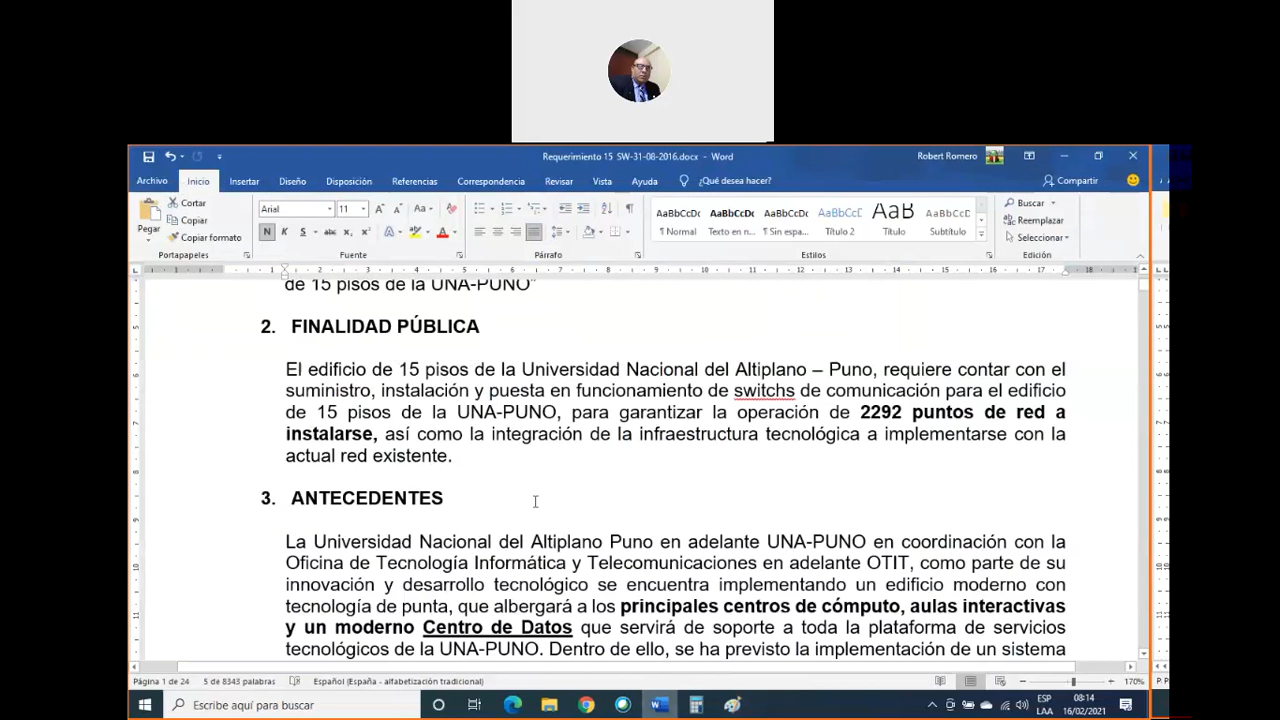 Requerimiento 15 SW-31-08-2016.docx - Word
Robert Romero
Archivo Inicio Insertar Diseño Disposición Referencias Correspondencia Revisar Vista Ayuda ¿Qué desea hacer? Compartir
Pegar
Cortar
Copiar
Copiar formato
Portapapeles
Arial 11
N K S abc
Fuente
Párrafo
AaBbCcDc AaBbCcDc AaBbCcDc AaBbCcD AaB AaBbCcDc
¶ Normal Texto en n... ¶ Sin espa... Título 2 Título Subtítulo
Estilos
Buscar
Reemplazar
Seleccionar
Edición
de 15 pisos de la UNA-PUNO"
2. FINALIDAD PÚBLICA
El edificio de 15 pisos de la Universidad Nacional del Altiplano – Puno, requiere contar con el
suministro, instalación y puesta en funcionamiento de switchs de comunicación para el edificio
de 15 pisos de la UNA-PUNO, para garantizar la operación de 2292 puntos de red a
instalarse, así como la integración de la infraestructura tecnológica a implementarse con la
actual red existente.
3. ANTECEDENTES
La Universidad Nacional del Altiplano Puno en adelante UNA-PUNO en coordinación con la
Oficina de Tecnología Informática y Telecomunicaciones en adelante OTIT, como parte de su
innovación y desarrollo tecnológico se encuentra implementando un edificio moderno con
tecnología de punta, que albergará a los principales centros de cómputo, aulas interactivas
y un moderno Centro de Datos que servirá de soporte a toda la plataforma de servicios
tecnológicos de la UNA-PUNO. Dentro de ello, se ha previsto la implementación de un sistema
Página 1 de 24 5 de 8343 palabras Español (España - alfabetización tradicional) 170%
Escribe aquí para buscar
ESP
LAA
08:14
16/02/2021